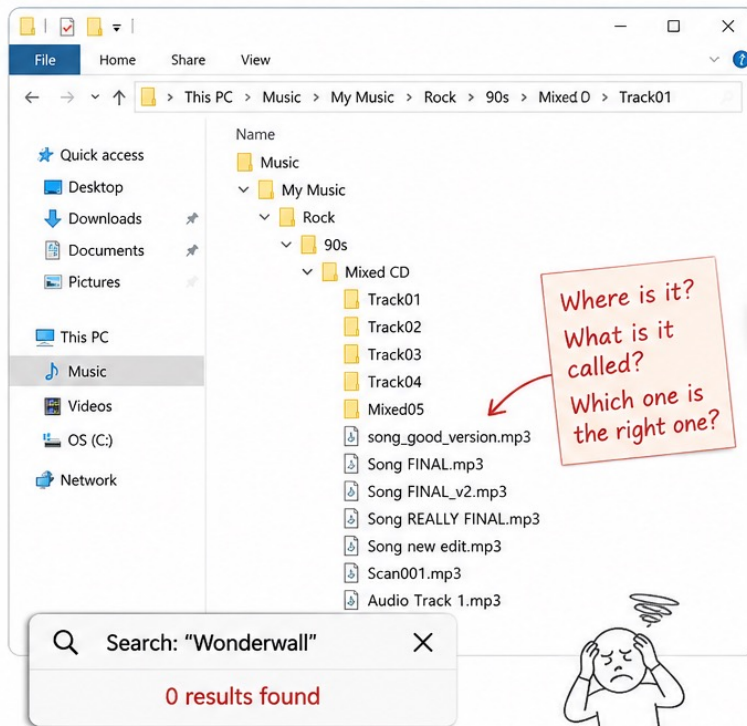 File Home Share View
This PC > Music > My Music > Rock > 90s > Mixed D > Track01
Name
Quick access
Desktop
Downloads
Documents
Pictures
This PC
Music
Videos
OS (C:)
Network
Music
My Music
Rock
90s
Mixed CD
Track01
Track02
Track03
Track04
Mixed05
song_good_version.mp3
Song FINAL.mp3
Song FINAL_v2.mp3
Song REALLY FINAL.mp3
Song new edit.mp3
Scan001.mp3
Audio Track 1.mp3
Where is it?
What is it
called?
Which one is
the right one?
Search: “Wonderwall”
0 results found